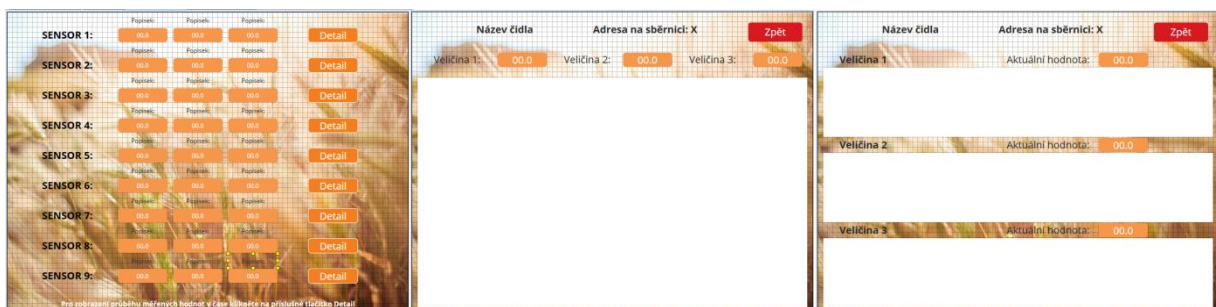 Popisek: Popisek: Popisek:
SENSOR 1: 00.0 00.0 00.0 Detail
Popisek: Popisek: Popisek:
SENSOR 2: 00.0 00.0 00.0 Detail
Popisek: Popisek: Popisek:
SENSOR 3: 00.0 00.0 00.0 Detail
Popisek: Popisek: Popisek:
SENSOR 4: 00.0 00.0 00.0 Detail
Popisek: Popisek: Popisek:
SENSOR 5: 00.0 00.0 00.0 Detail
Popisek: Popisek: Popisek:
SENSOR 6: 00.0 00.0 00.0 Detail
Popisek: Popisek: Popisek:
SENSOR 7: 00.0 00.0 00.0 Detail
Popisek: Popisek: Popisek:
SENSOR 8: 00.0 00.0 00.0 Detail
SENSOR 9: 00.0 00.0 00.0 Detail
Pro zobrazení průběhu měřených hodnot v čase klikněte na příslušné tlačítko Detail
Název čidla Adresa na sběrnici: X Zpět
Veličina 1: 00.0 Veličina 2: 00.0 Veličina 3: 00.0
Název čidla Adresa na sběrnici: X Zpět
Veličina 1 Aktuální hodnota: 00.0
Veličina 2 Aktuální hodnota: 00.0
Veličina 3 Aktuální hodnota: 00.0